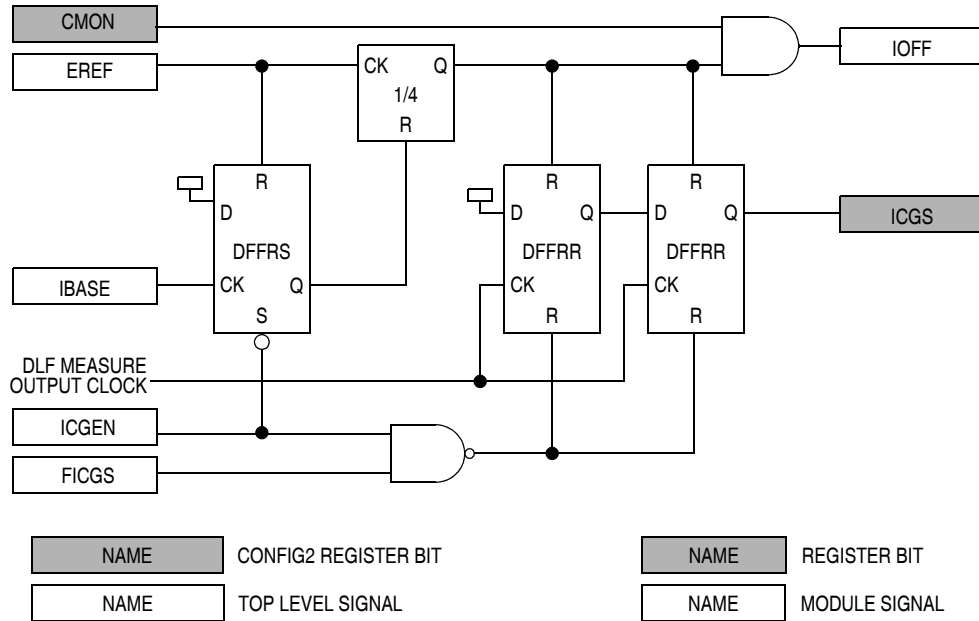 CMON
EREF
CK Q
1/4
R
IOFF
R
D
DFFRS
CK Q
S
R
D Q
DFFRR
CK
R
R
D Q
DFFRR
CK
R
ICGS
IBASE
DLF MEASURE
OUTPUT CLOCK
ICGEN
FICGS
NAME CONFIG2 REGISTER BIT
NAME REGISTER BIT
NAME TOP LEVEL SIGNAL
NAME MODULE SIGNAL